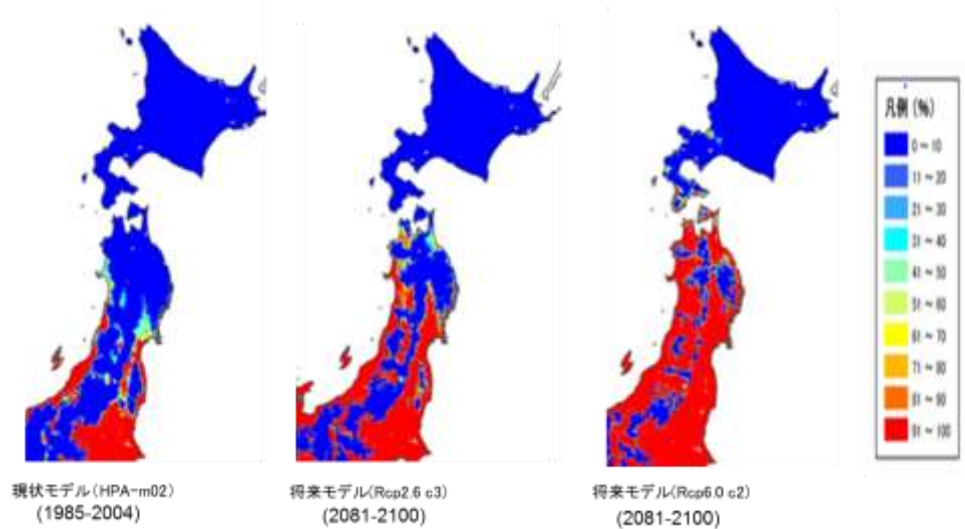 凡例 (%)
0 ~ 10
11 ~ 20
21 ~ 30
31 ~ 40
41 ~ 50
51 ~ 60
61 ~ 70
71 ~ 80
81 ~ 90
91 ~ 100
現状モデル(HPA-m02)
(1985-2004)
将来モデル(Rcp2.6 c3)
(2081-2100)
将来モデル(Rcp6.0 c2)
(2081-2100)